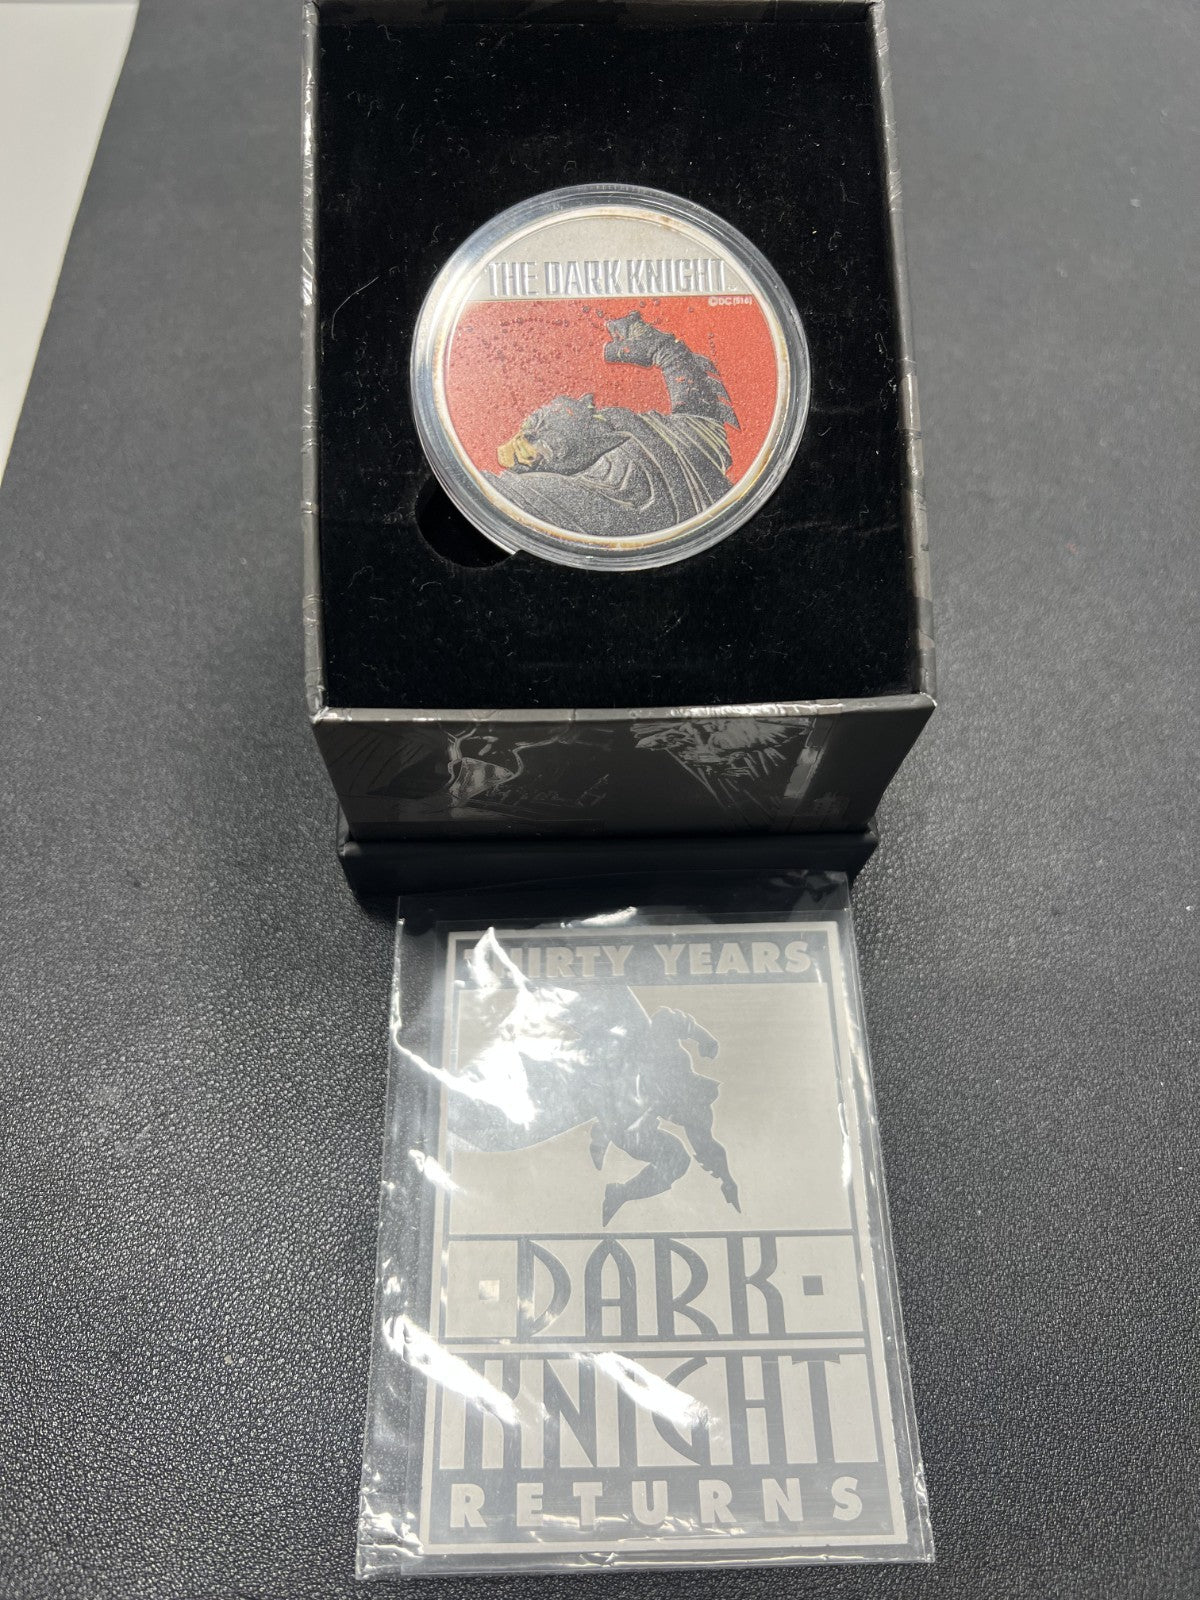 THE DARK KNIGHT
©DC (S16)
THIRTY YEARS
DARK
KNIGHT
RETURNS